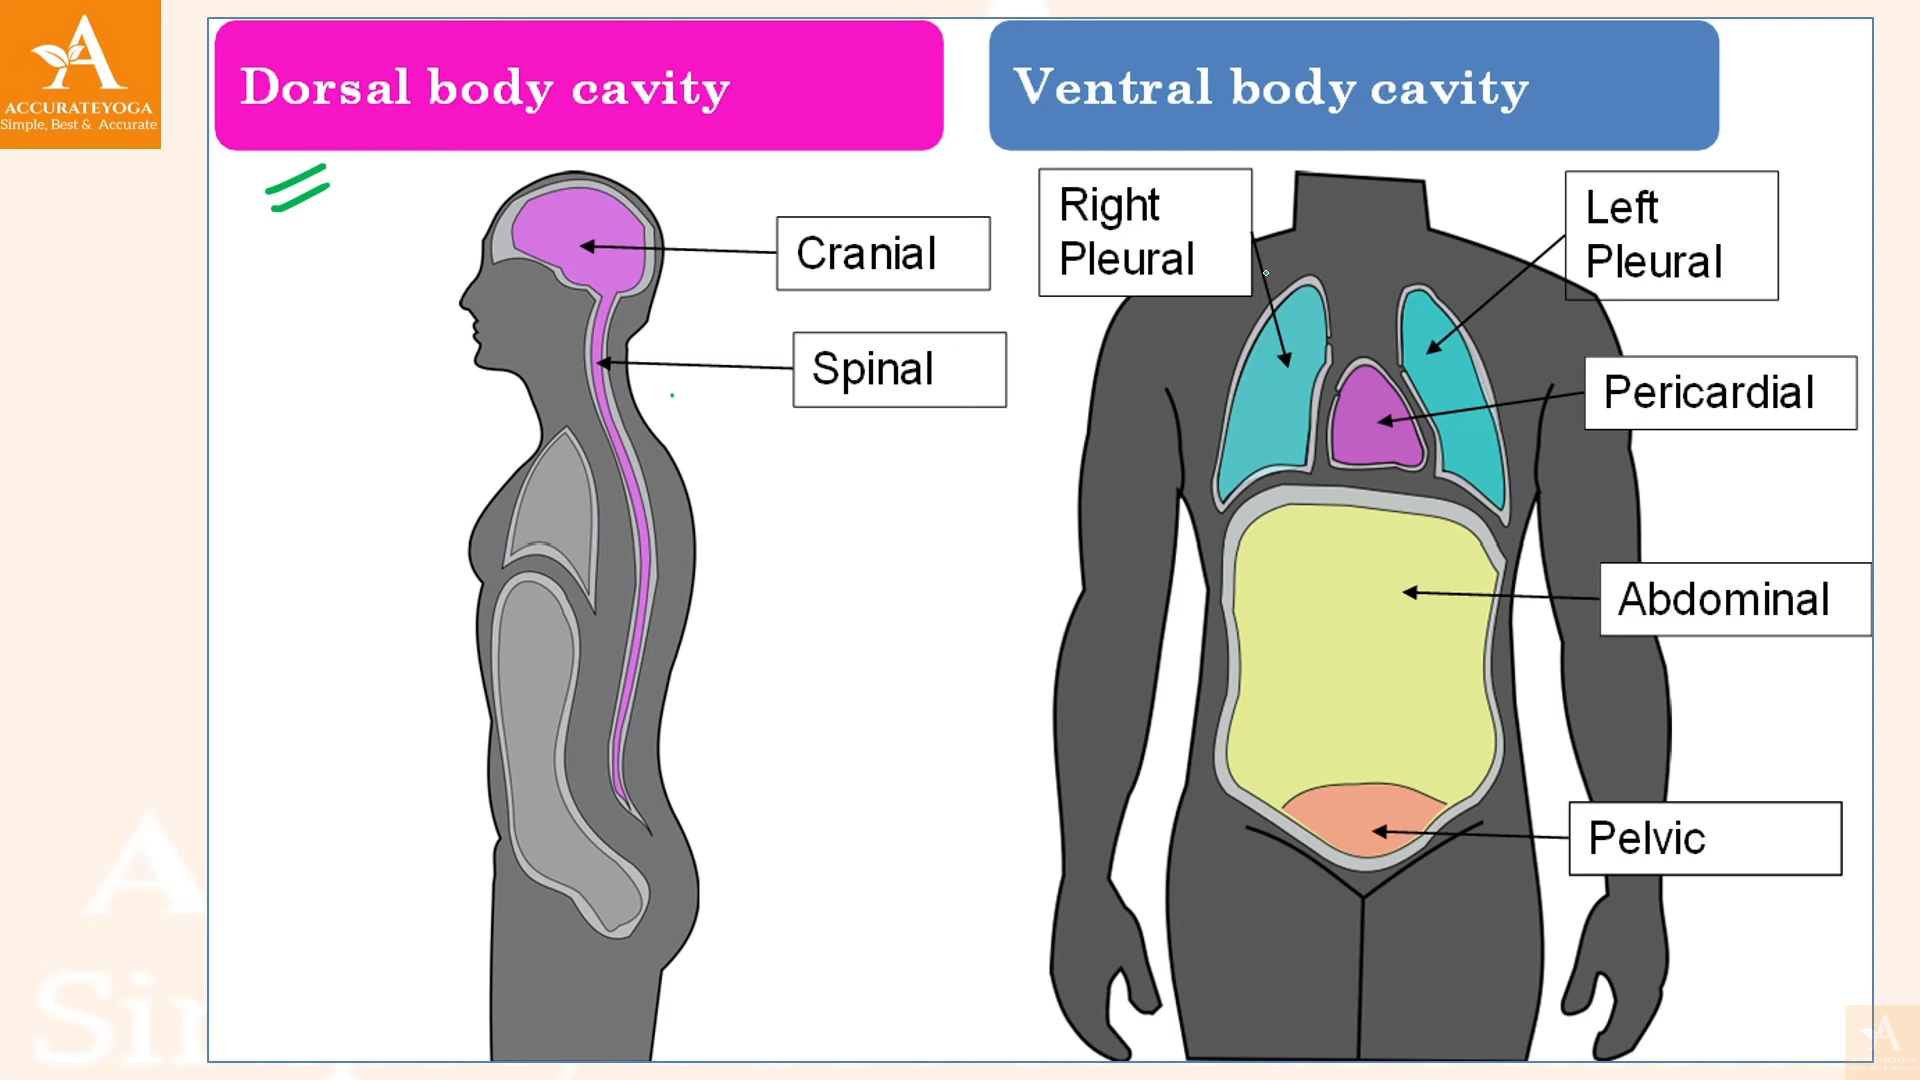 ACCURATEYOGA
Simple, Best & Accurate
Dorsal body cavity
Ventral body cavity
Cranial
Spinal
Right
Pleural
Left
Pleural
Pericardial
Abdominal
Pelvic
A
Sim